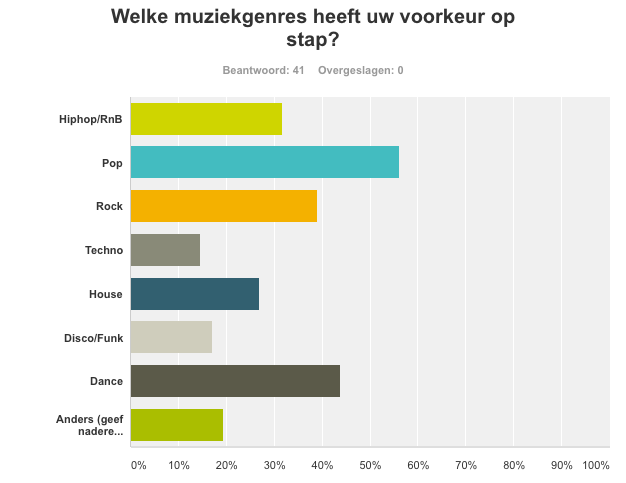 Welke muziekgenres heeft uw voorkeur op
stap?
Beantwoord: 41 Overgeslagen: 0
Hiphop/RnB
Pop
Rock
Techno
House
Disco/Funk
Dance
Anders (geef
nadere...
0% 10% 20% 30% 40% 50% 60% 70% 80% 90% 100%